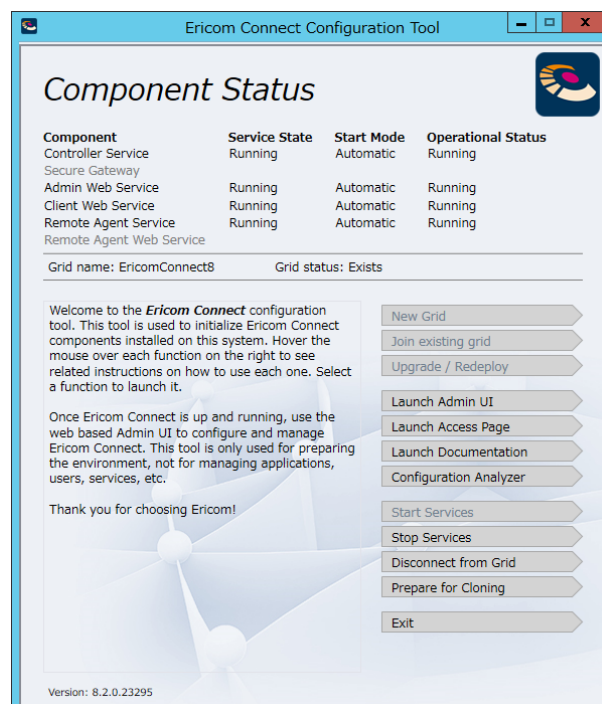 Ericom Connect Configuration Tool
Component Status
Component Service State Start Mode Operational Status
Controller Service Running Automatic Running
Secure Gateway
Admin Web Service Running Automatic Running
Client Web Service Running Automatic Running
Remote Agent Service Running Automatic Running
Remote Agent Web Service
Grid name: EricomConnect8 Grid status: Exists
Welcome to the Ericom Connect configuration
tool. This tool is used to initialize Ericom Connect
components installed on this system. Hover the
mouse over each function on the right to see
related instructions on how to use each one. Select
a function to launch it.
Once Ericom Connect is up and running, use the
web based Admin UI to configure and manage
Ericom Connect. This tool is only used for preparing
the environment, not for managing applications,
users, services, etc.
Thank you for choosing Ericom!
New Grid
Join existing grid
Upgrade / Redeploy
Launch Admin UI
Launch Access Page
Launch Documentation
Configuration Analyzer
Start Services
Stop Services
Disconnect from Grid
Prepare for Cloning
Exit
Version: 8.2.0.23295